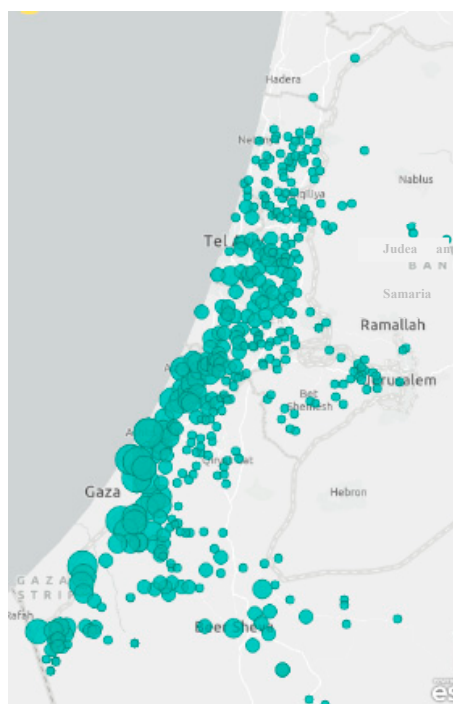 Hadera
Nablus
Tel
Judea
BAN
Samaria
Ramallah
Jerusalem
Bet
Shemesh
Gaza
Hebron
GAZA
STRIP
Rafah
Beer Sheva